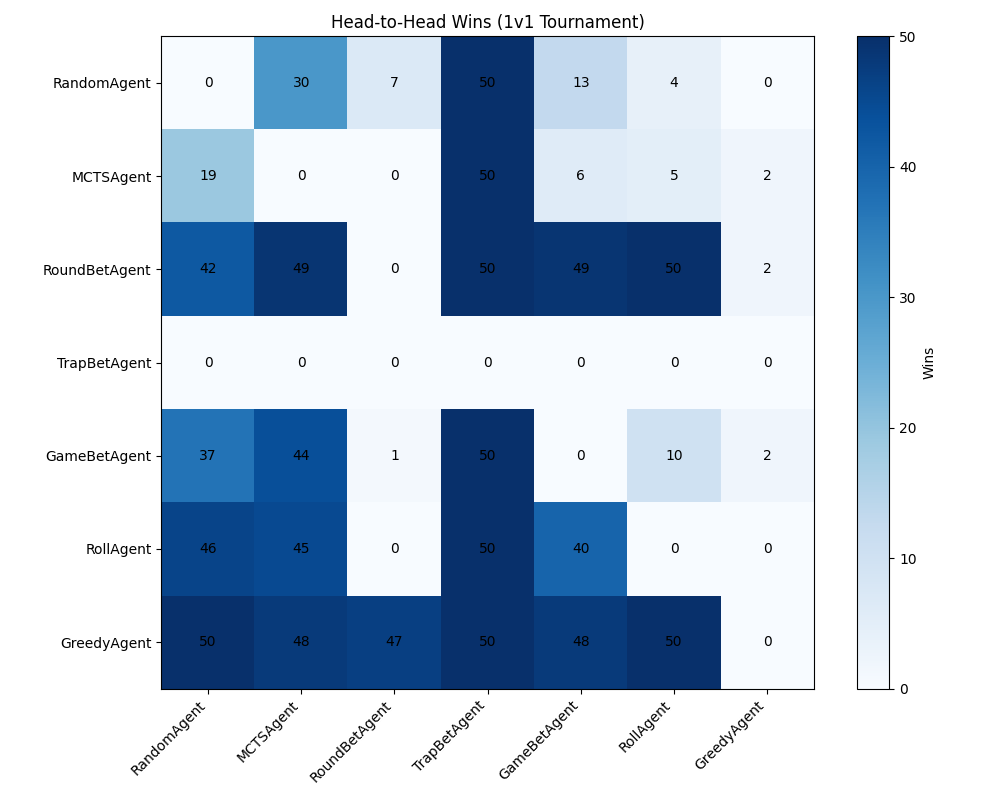 Head-to-Head Wins (1v1 Tournament)
RandomAgent 0 30 7 50 13 4 0
MCTSAgent 19 0 0 50 6 5 2
RoundBetAgent 42 49 0 50 49 50 2
TrapBetAgent 0 0 0 0 0 0 0
GameBetAgent 37 44 1 50 0 10 2
RollAgent 46 45 0 50 40 0 0
GreedyAgent 50 48 47 50 48 50 0
RandomAgent MCTSAgent RoundBetAgent TrapBetAgent GameBetAgent RollAgent GreedyAgent
50
40
30
20
10
0
Wins